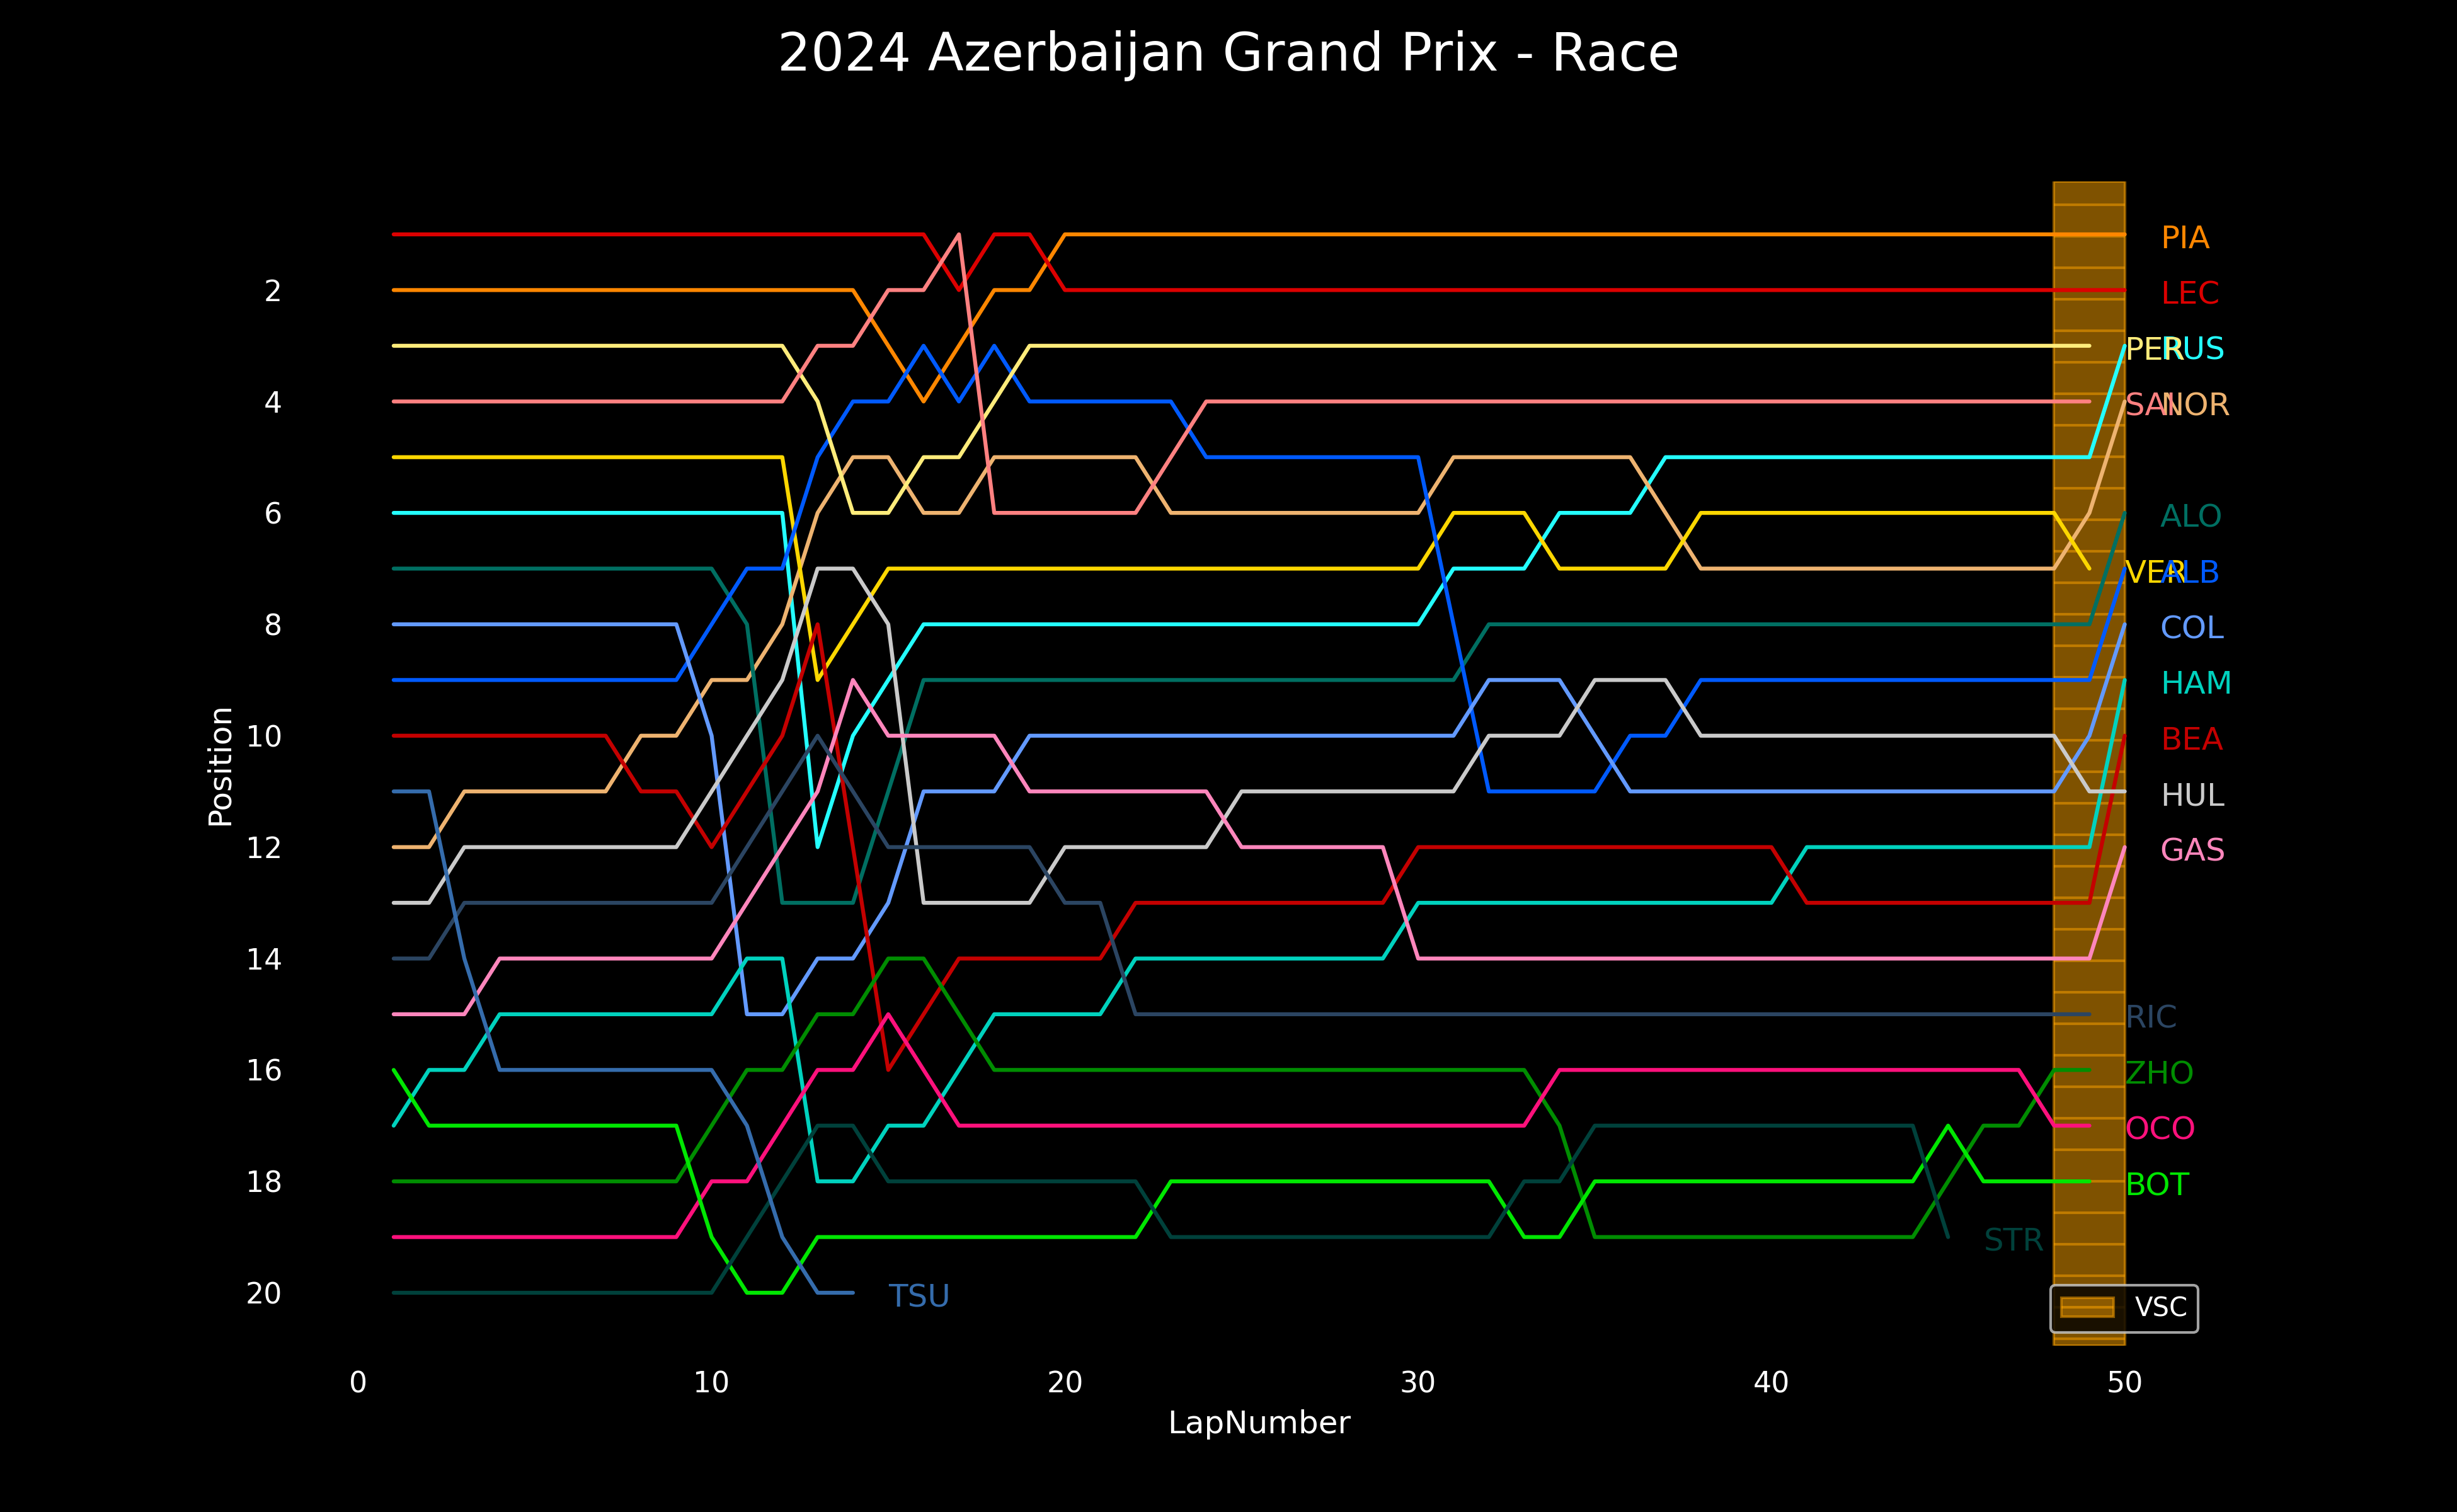 2024 Azerbaijan Grand Prix - Race
PIA
2
LEC
PER RUS
4
SAI NOR
6
ALO
VER ALB
8
COL
HAM
Position
10
BEA
HUL
12
GAS
14
RIC
16
ZHO
OCO
18
BOT
STR
20
TSU
VSC
0 10 20 30 40 50
LapNumber